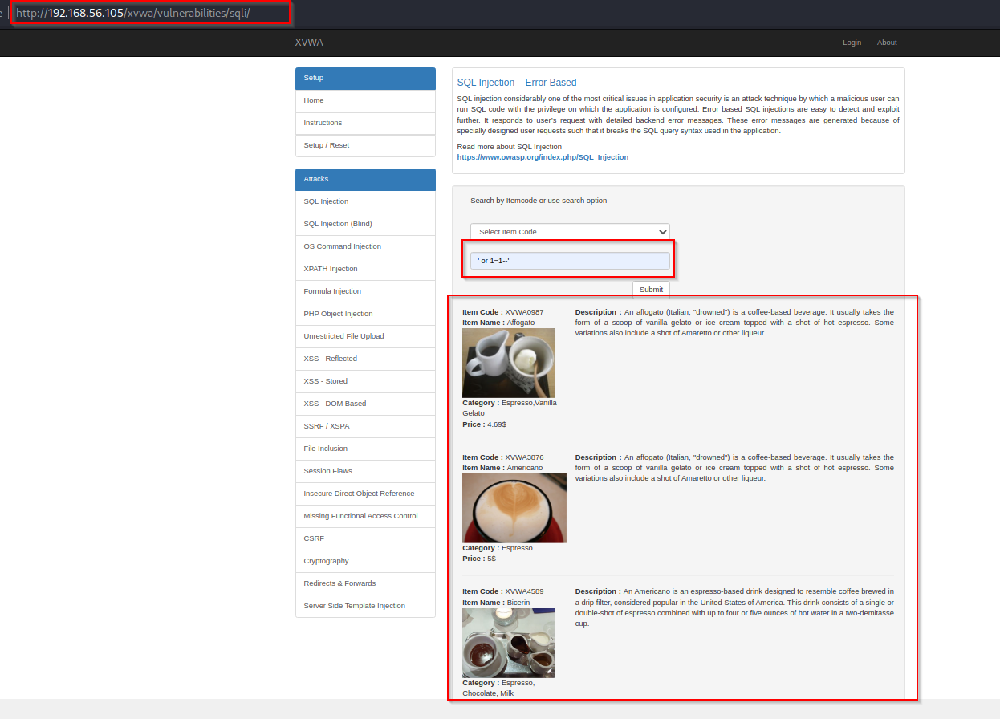 e | http://192.168.56.105/xvwa/vulnerabilities/sqli/
XVWA
Login
About
Setup
Home
Instructions
Setup / Reset
Attacks
SQL Injection
SQL Injection (Blind)
OS Command Injection
XPATH Injection
Formula Injection
PHP Object Injection
Unrestricted File Upload
XSS - Reflected
XSS - Stored
XSS - DOM Based
SSRF / XSPA
File Inclusion
Session Flaws
Insecure Direct Object Reference
Missing Functional Access Control
CSRF
Cryptography
Redirects & Forwards
Server Side Template Injection
SQL Injection – Error Based
SQL injection considerably one of the most critical issues in application security is an attack technique by which a malicious user can
run SQL code with the privilege on which the application is configured. Error based SQL injections are easy to detect and exploit
further. It responds to user's request with detailed backend error messages. These error messages are generated because of
specially designed user requests such that it breaks the SQL query syntax used in the application.
Read more about SQL Injection
https://www.owasp.org/index.php/SQL_Injection
Search by Itemcode or use search option
Select Item Code
' or 1=1--'
Submit
Item Code : XVWA0987
Item Name : Affogato
Category : Espresso,Vanilla
Gelato
Price : 4.69$
Description : An affogato (Italian, "drowned") is a coffee-based beverage. It usually takes the
form of a scoop of vanilla gelato or ice cream topped with a shot of hot espresso. Some
variations also include a shot of Amaretto or other liqueur.
Item Code : XVWA3876
Item Name : Americano
Category : Espresso
Price : 5$
Description : An affogato (Italian, "drowned") is a coffee-based beverage. It usually takes the
form of a scoop of vanilla gelato or ice cream topped with a shot of hot espresso. Some
variations also include a shot of Amaretto or other liqueur.
Item Code : XVWA4589
Item Name : Bicerin
Category : Espresso,
Chocolate, Milk
Description : An Americano is an espresso-based drink designed to resemble coffee brewed in
a drip filter, considered popular in the United States of America. This drink consists of a single or
double-shot of espresso combined with up to four or five ounces of hot water in a two-demitasse
cup.